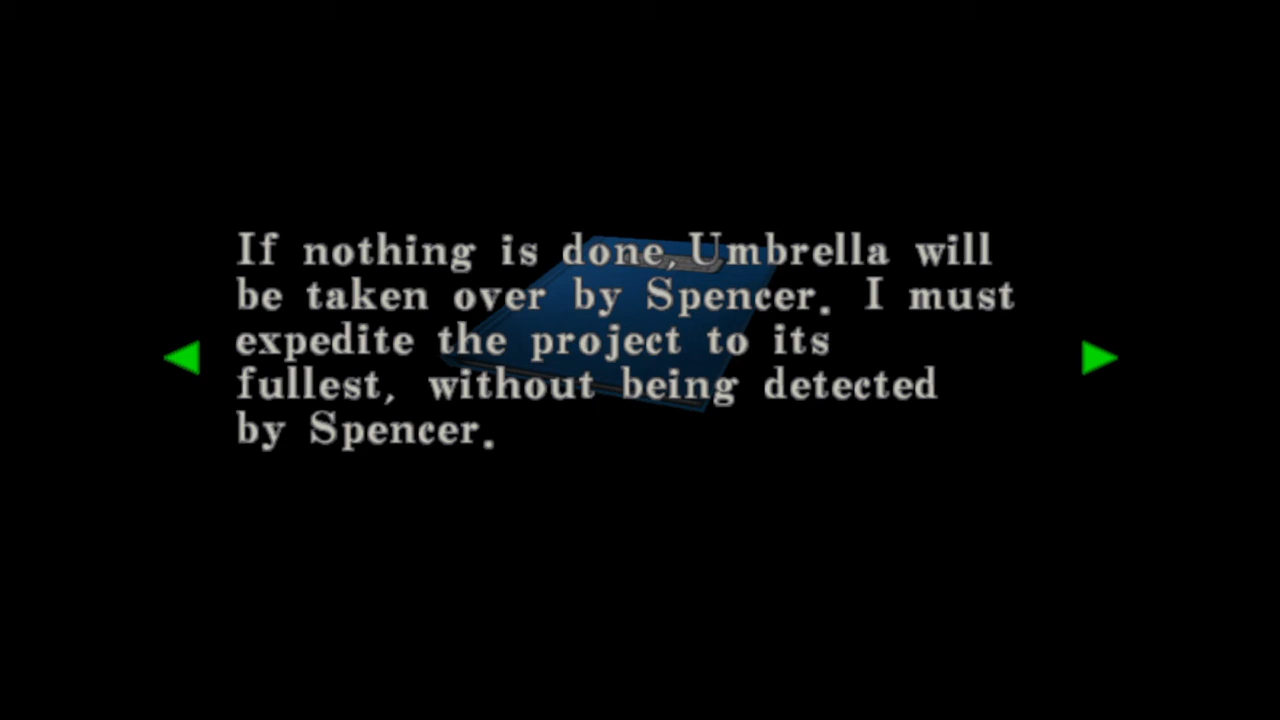 If nothing is done,Umbrella will
be taken over by Spencer. I must
expedite the project to its
fullest, without being detected
by Spencer.